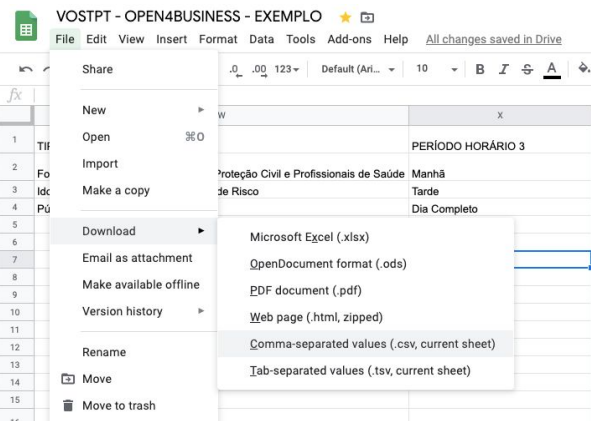 VOSTPT - OPEN4BUSINESS - EXEMPLO
File Edit View Insert Format Data Tools Add-ons Help All changes saved in Drive
.0 .00 123 Default (Ari... 10 B I S A
fx
W X
1 PERÍODO HORÁRIO 3
2 Proteção Civil e Profissionais de Saúde Manhã
3 de Risco Tarde
4 Dia Completo
5
6
7
8
9
10
11
12
13
14
15
Share
New
Open ⌘O
Import
Make a copy
Download
Email as attachment
Make available offline
Version history
Rename
Move
Move to trash
Microsoft Excel (.xlsx)
OpenDocument format (.ods)
PDF document (.pdf)
Web page (.html, zipped)
Comma-separated values (.csv, current sheet)
Tab-separated values (.tsv, current sheet)